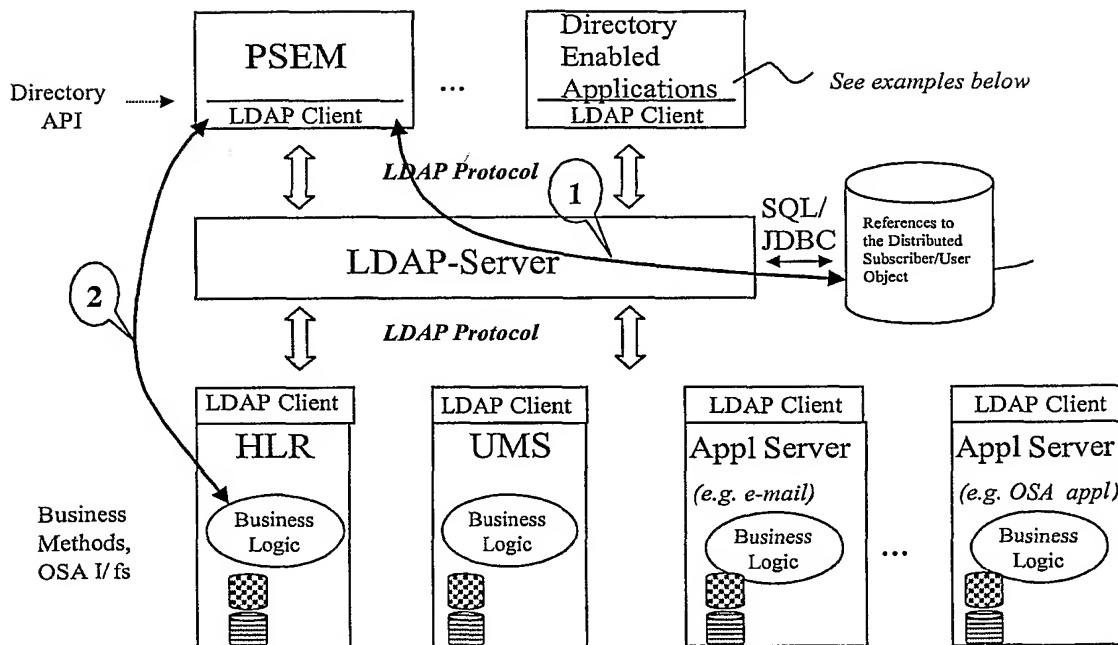 PSEM
LDAP Client
...
Directory
Enabled
Applications
LDAP Client
See examples below
Directory
API
LDAP Protocol
1
SQL/
JDBC
References to
the Distributed
Subscriber/User
Object
LDAP-Server
2
LDAP Protocol
LDAP Client
HLR
Business
Logic
LDAP Client
UMS
Business
Logic
LDAP Client
Appl Server
(e.g. e-mail)
Business
Logic
...
LDAP Client
Appl Server
(e.g. OSA appl)
Business
Logic
Business
Methods,
OSA I/fs